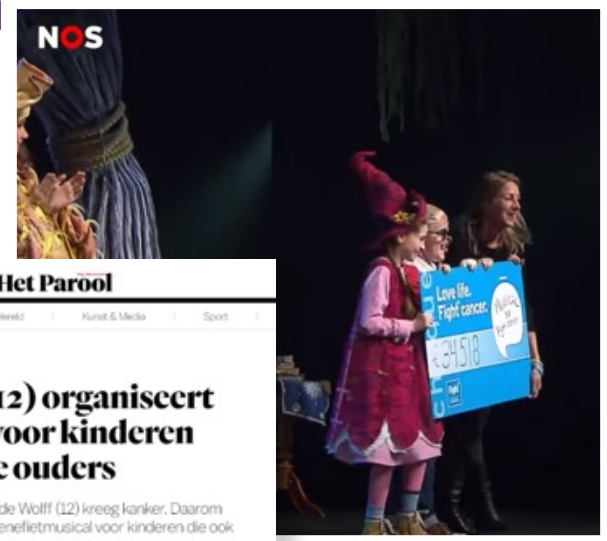 NOS
Het Parool
Kunst & Media
Sport
12) organiseert
voor kinderen
e ouders
de Wolff (12) kreeg kanker. Daarom
enefietmusical voor kinderen die ook
Love life.
Fight cancer.
€34518